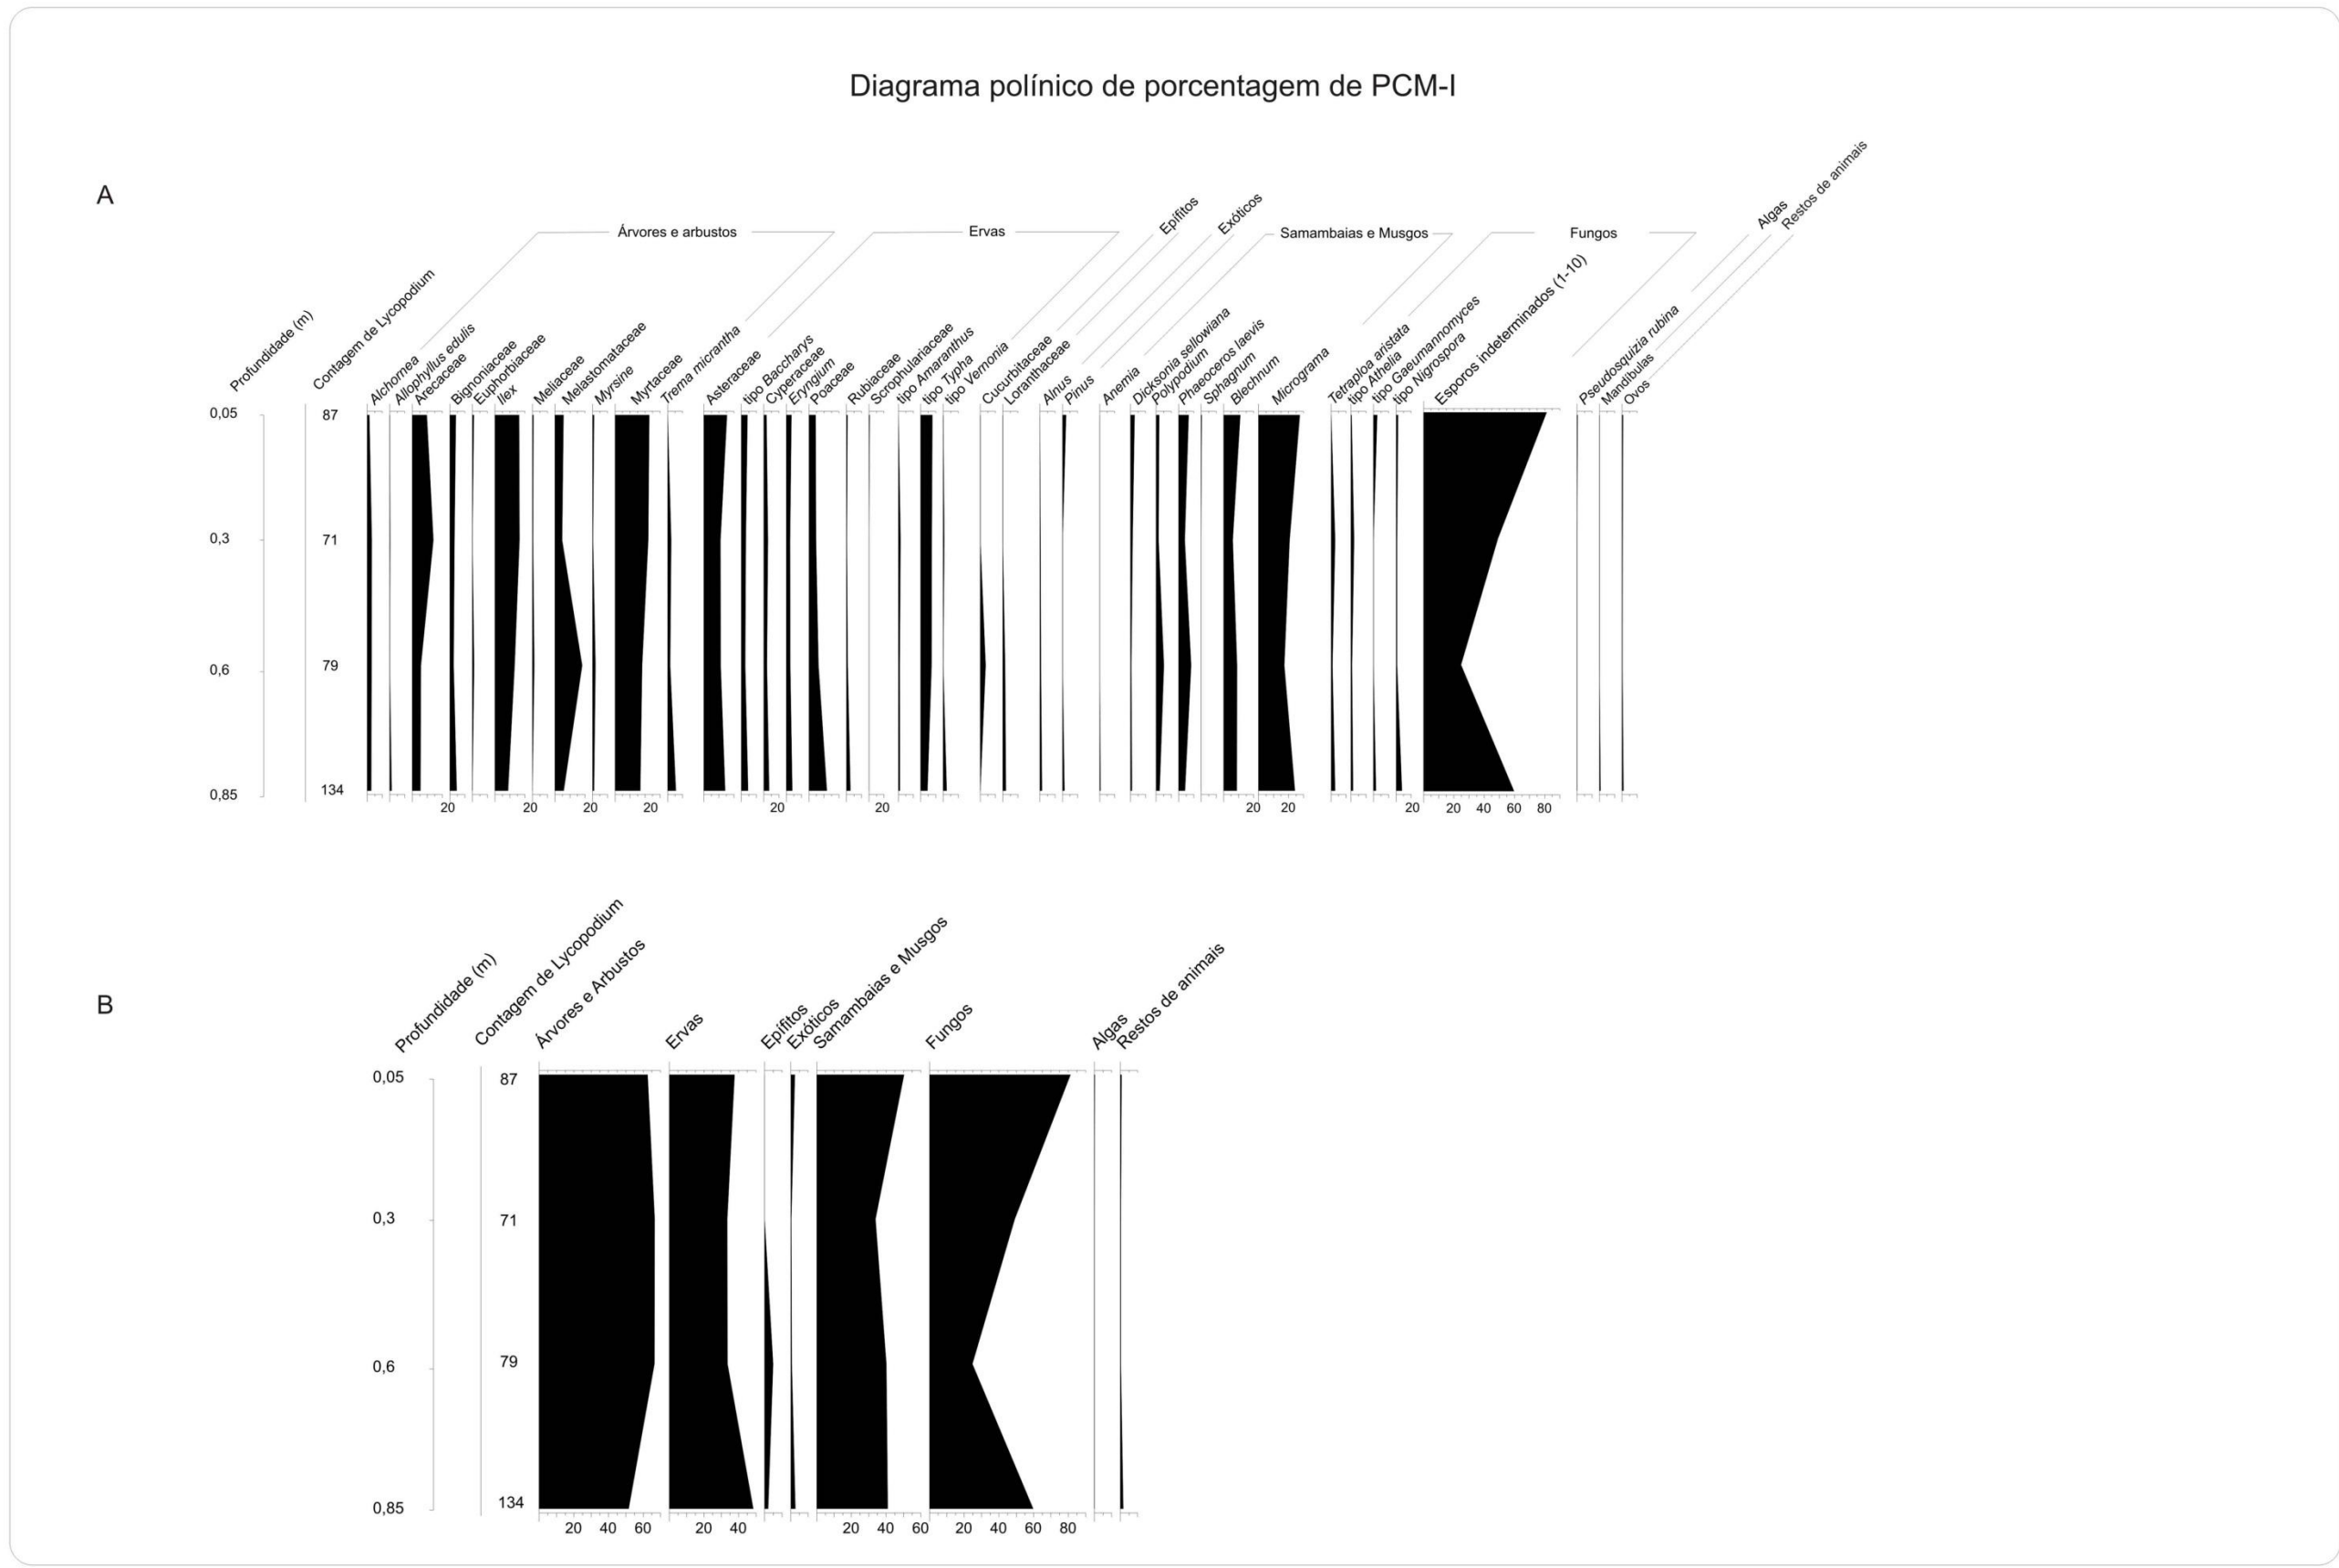 Diagrama polínico de porcentagem de PCM-I
A
Árvores e arbustos
Ervas
Epífitos
Exóticos
Samambaias e Musgos
Fungos
Algas
Restos de animais
Profundidade (m)
Contagem de Lycopodium
Alchornea
Allophyllus edulis
Arecaceae
Bignoniaceae
Euphorbiaceae
Ilex
Meliaceae
Melastomataceae
Myrsine
Myrtaceae
Trema micrantha
Asteraceae
tipo Baccharys
Cyperaceae
Eryngium
Poaceae
Rubiaceae
Scrophulariaceae
tipo Amaranthus
tipo Typha
tipo Vernonia
Cucurbitaceae
Loranthaceae
Alnus
Pinus
Anemia
Dicksonia sellowiana
Polypodium
Phaeoceros laevis
Sphagnum
Blechnum
Micrograma
Tetraploa aristata
tipo Athelia
tipo Gaeumannomyces
tipo Nigrospora
Esporos indeterminados (1-10)
Pseudosquizia rubina
Mandíbulas
Ovos
0,05 87
0,3 71
0,6 79
0,85 134
20 20 20 20 20 20 20 20 20 20 40 60 80
B
Profundidade (m)
Contagem de Lycopodium
Árvores e Arbustos
Ervas
Epífitos
Exóticos
Samambaias e Musgos
Fungos
Algas
Restos de animais
0,05 87
0,3 71
0,6 79
0,85 134
20 40 60 20 40 20 40 60 20 40 60 80